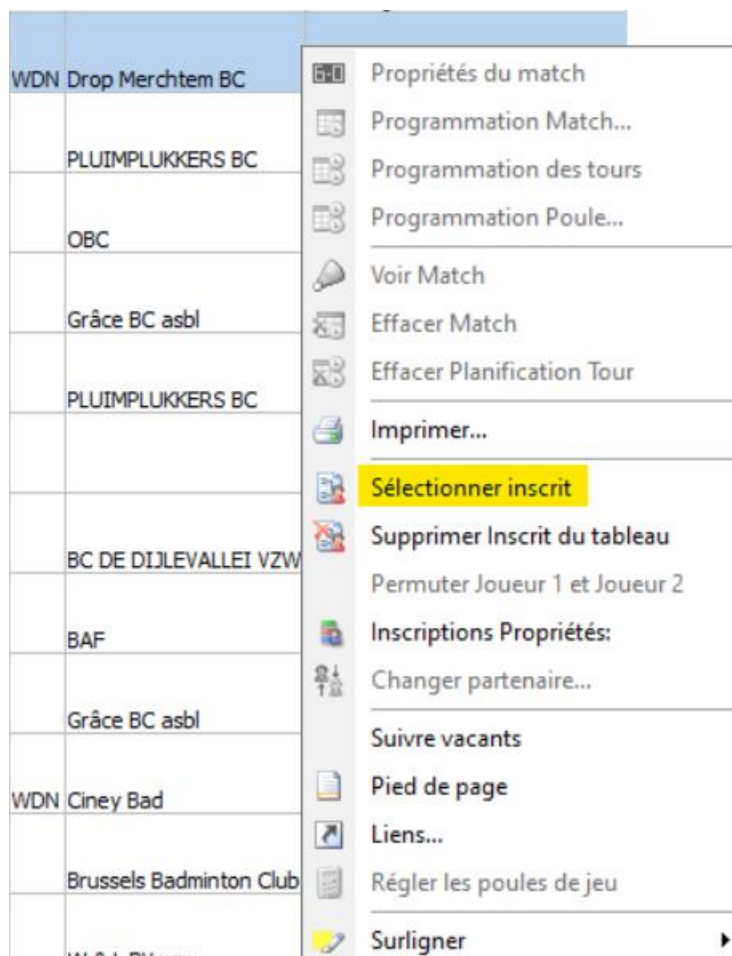 WDN Drop Merchtem BC
PLUIMPLUKKERS BC
OBC
Grâce BC asbl
PLUIMPLUKKERS BC
BC DE DIJLEVALLEI VZW
BAF
Grâce BC asbl
WDN Ciney Bad
Brussels Badminton Club
6-0 Propriétés du match
Programmation Match...
Programmation des tours
Programmation Poule...
Voir Match
Effacer Match
Effacer Planification Tour
Imprimer...
Sélectionner inscrit
Supprimer Inscrit du tableau
Permuter Joueur 1 et Joueur 2
Inscriptions Propriétés:
Changer partenaire...
Suivre vacants
Pied de page
Liens...
Régler les poules de jeu
Surligner